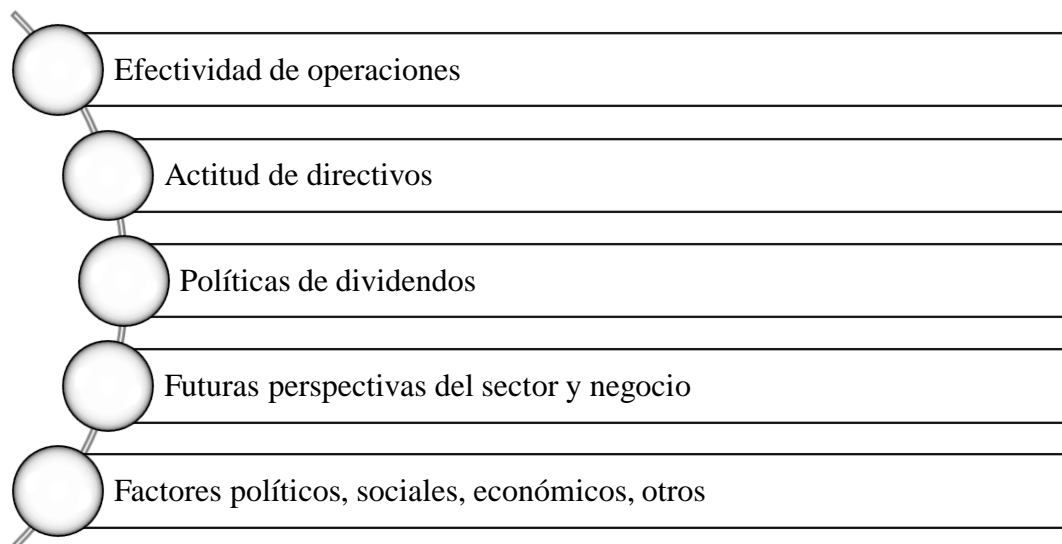 Efectividad de operaciones
Actitud de directivos
Políticas de dividendos
Futuras perspectivas del sector y negocio
Factores políticos, sociales, económicos, otros